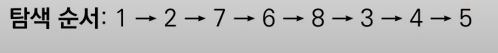 탐색 순서: 1 → 2 → 7 → 6 → 8 → 3 → 4 → 5